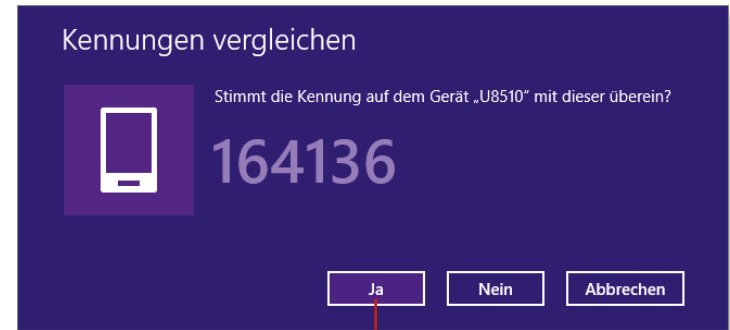 Kennungen vergleichen
Stimmt die Kennung auf dem Gerät „U8510“ mit dieser überein?
164136
Ja Nein Abbrechen